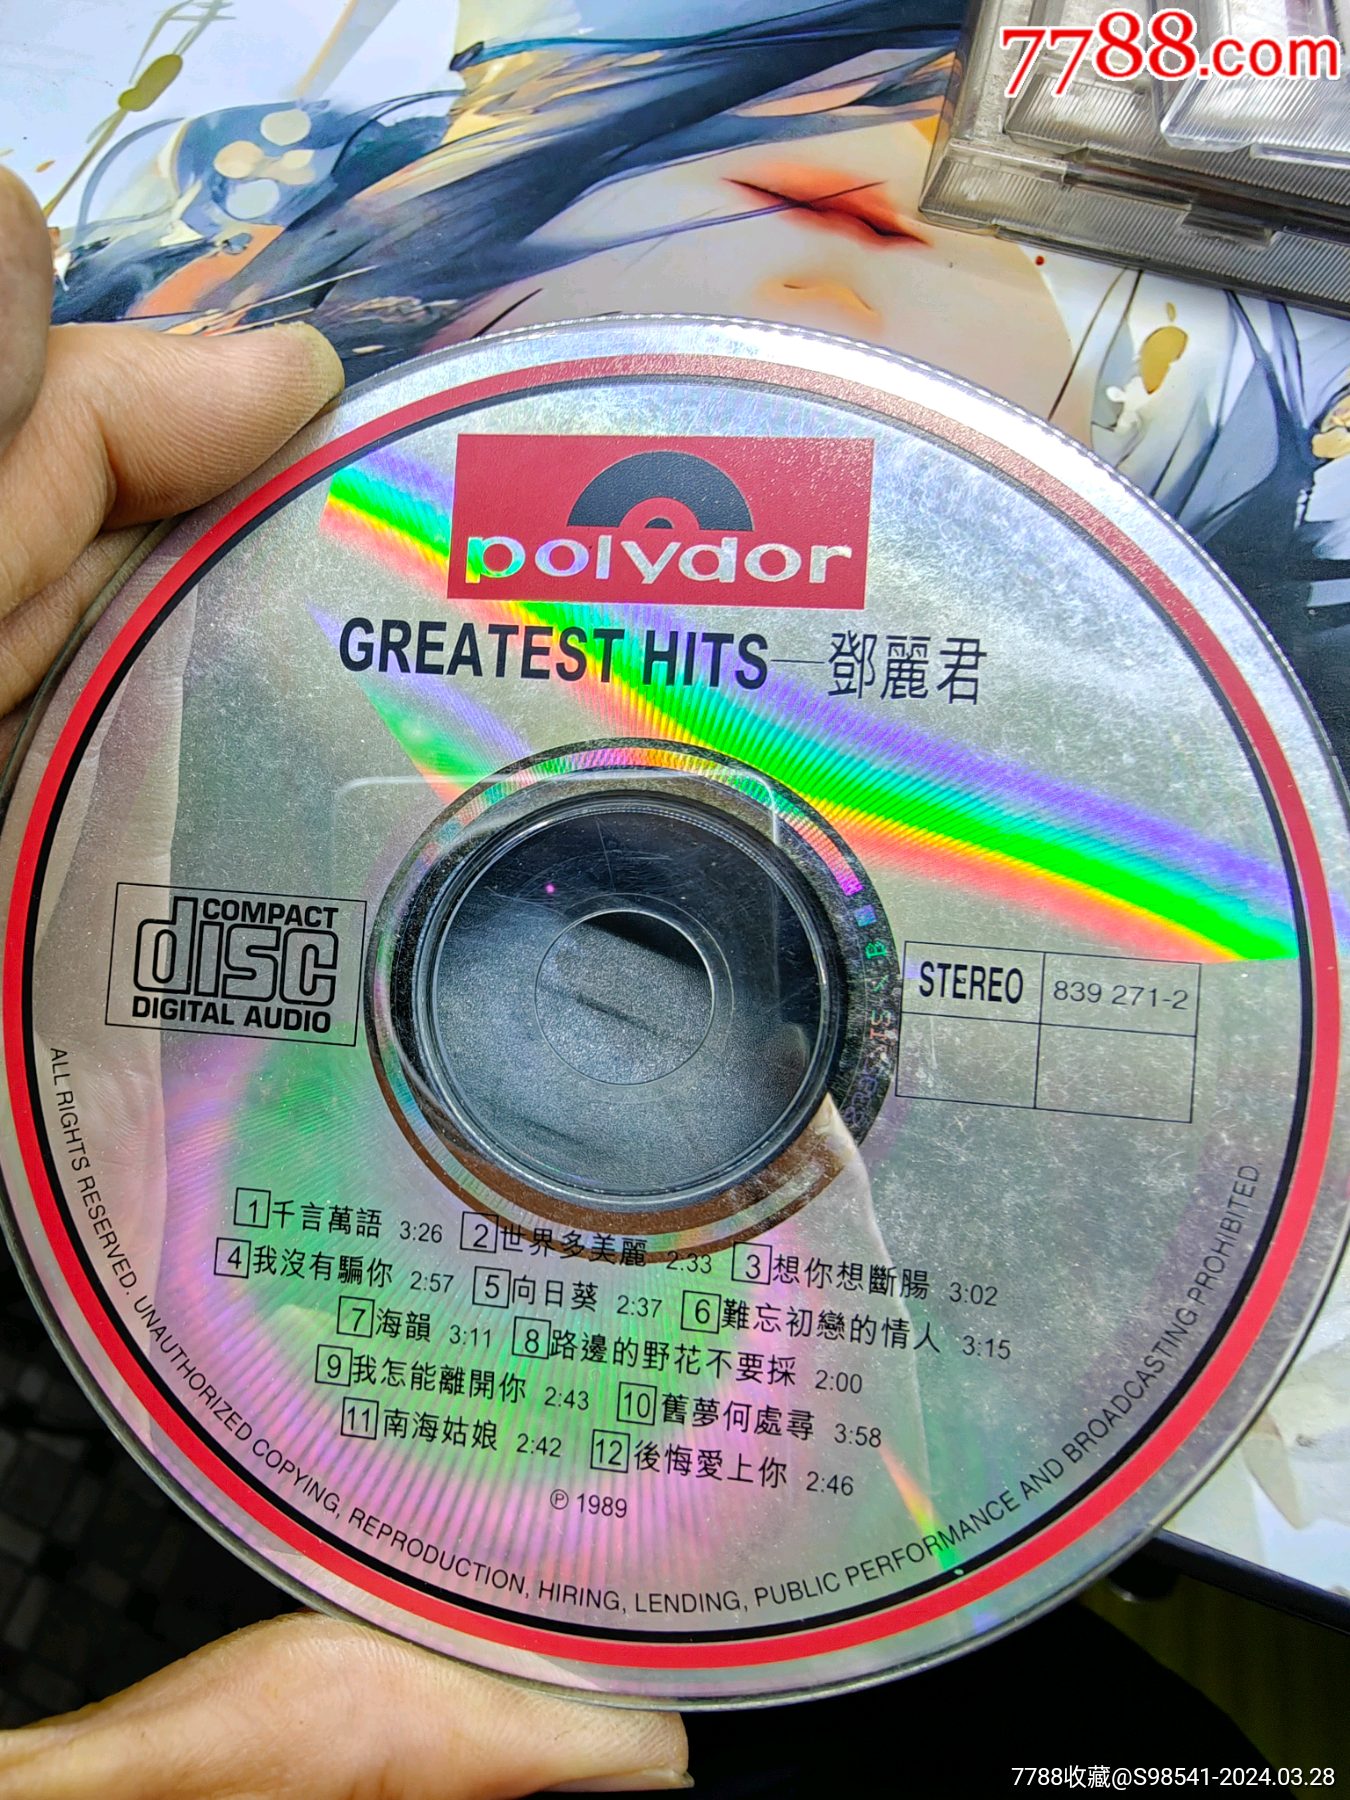 7788.com
polydor
GREATEST HITS—鄧麗君
COMPACT
disc
DIGITAL AUDIO
STEREO 839 271-2
1 千言萬語 3:26 2 世界多美麗 2:33 3 想你想斷腸 3:02
4 我沒有騙你 2:57 5 向日葵 2:37 6 難忘初戀的情人 3:15
7 海韻 3:11 8 路邊的野花不要採 2:00
9 我怎能離開你 2:43 10 舊夢何處尋 3:58
11 南海姑娘 2:42 12 後悔愛上你 2:46
℗ 1989
ALL RIGHTS RESERVED. UNAUTHORIZED COPYING, REPRODUCTION, HIRING, LENDING, PUBLIC PERFORMANCE AND BROADCASTING PROHIBITED.
7788收藏@S98541-2024.03.28